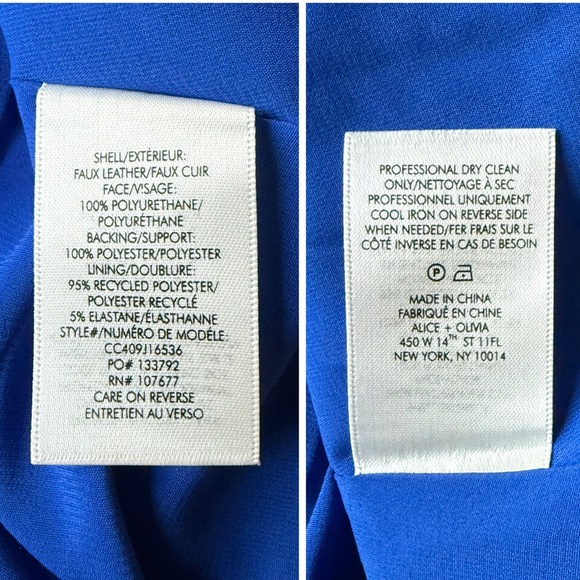 SHELL/EXTÉRIEUR:
FAUX LEATHER/FAUX CUIR
FACE/VISAGE:
100% POLYURETHANE/
POLYURÉTHANE
BACKING/SUPPORT:
100% POLYESTER/POLYESTER
LINING/DOUBLURE:
95% RECYCLED POLYESTER/
POLYESTER RECYCLÉ
5% ELASTANE/ÉLASTHANNE
STYLE#/NUMÉRO DE MODÉLE:
CC409J16536
PO# 133792
RN# 107677
CARE ON REVERSE
ENTRETIEN AU VERSO
PROFESSIONAL DRY CLEAN
ONLY/NETTOYAGE À SEC
PROFESSIONNEL UNIQUEMENT
COOL IRON ON REVERSE SIDE
WHEN NEEDED/FER FRAIS SUR LE
CÔTÉ INVERSE EN CAS DE BESOIN
P
MADE IN CHINA
FABRIQUÉ EN CHINE
ALICE + OLIVIA
450 W 14TH ST 11FL
NEW YORK, NY 10014